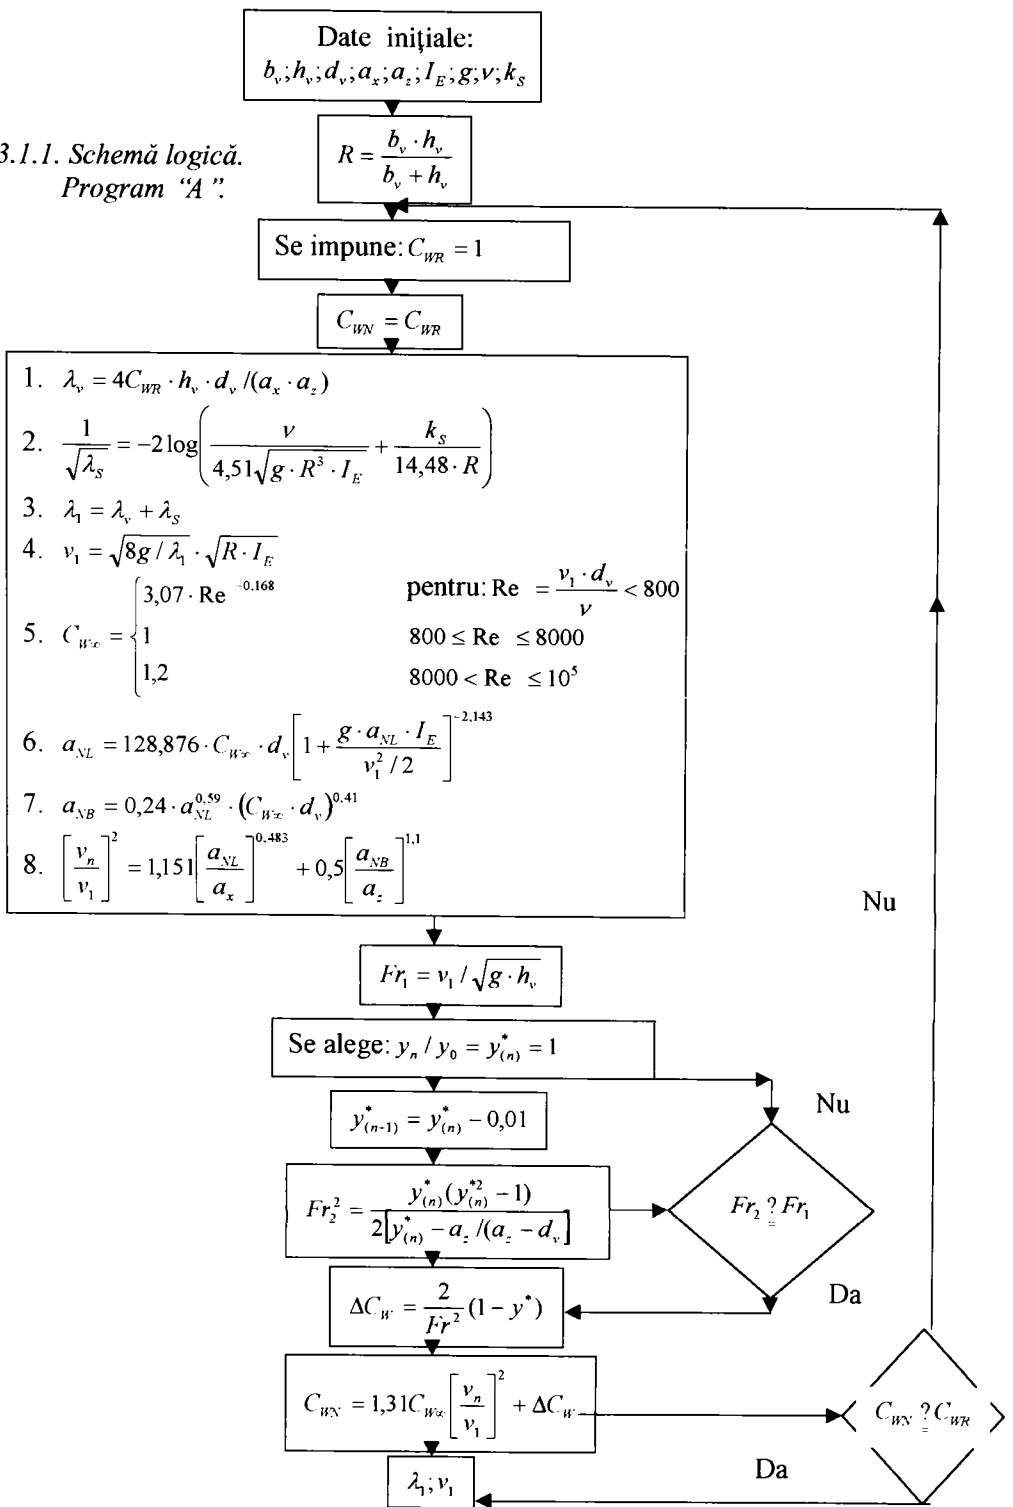 Date inițiale:
b_v; h_v; d_v; a_x; a_z; I_E; g; ν; k_S
3.1.1. Schemă logică.
Program “A”.
R = (b_v · h_v) / (b_v + h_v)
Se impune: C_WR = 1
C_WN = C_WR
1. λ_v = 4C_WR · h_v · d_v /(a_x · a_z)
2. 1/√λ_S = −2 log( ν / (4,51√(g · R³ · I_E)) + k_S / (14,48 · R) )
3. λ_1 = λ_v + λ_S
4. v_1 = √(8g / λ_1) · √(R · I_E)
5. C_W∞ = { 3,07 · Re^(-0.168) pentru: Re = (v_1 · d_v)/ν < 800
1 800 ≤ Re ≤ 8000
1,2 8000 < Re ≤ 10^5
6. a_NL = 128,876 · C_W∞ · d_v [1 + (g · a_NL · I_E)/(v_1²/2)]^(-2.143)
7. a_NB = 0,24 · a_NL^(0.59) · (C_W∞ · d_v)^(0.41)
8. [v_n/v_1]² = 1,151[a_NL/a_x]^(0.483) + 0,5[a_NB/a_z]^(1,1)
Nu
Fr_1 = v_1 / √(g · h_v)
Se alege: y_n / y_0 = y*_(n) = 1
Nu
y*_(n-1) = y*_(n) − 0,01
Fr_2² = y*_(n)(y*²_(n) − 1) / 2[y*_(n) − a_z /(a_z − d_v]
Fr_2 ?= Fr_1
Da
ΔC_W = (2/Fr²)(1 − y*)
C_WN = 1,31C_W∞ [v_n/v_1]² + ΔC_W
C_WN ?= C_WR
Da
λ_1; v_1